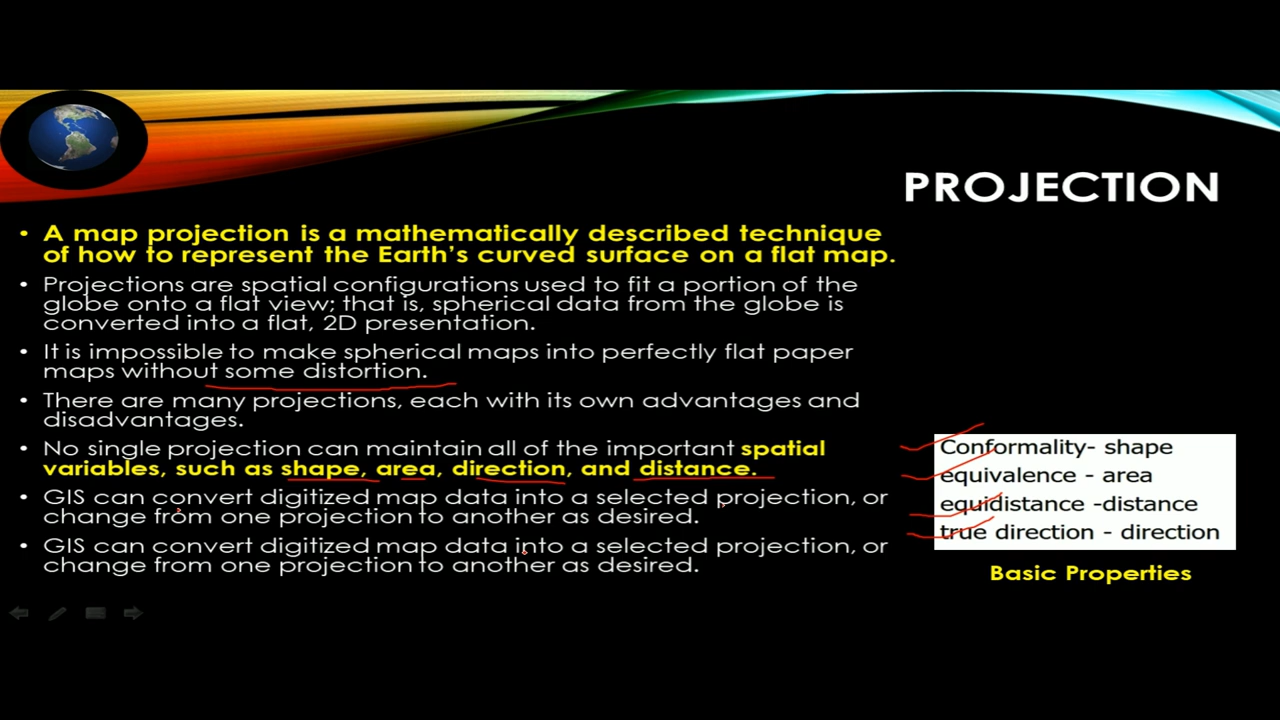 PROJECTION
• A map projection is a mathematically described technique
of how to represent the Earth's curved surface on a flat map.
• Projections are spatial configurations used to fit a portion of the
globe onto a flat view; that is, spherical data from the globe is
converted into a flat, 2D presentation.
• It is impossible to make spherical maps into perfectly flat paper
maps without some distortion.
• There are many projections, each with its own advantages and
disadvantages.
• No single projection can maintain all of the important spatial
variables, such as shape, area, direction, and distance.
• GIS can convert digitized map data into a selected projection, or
change from one projection to another as desired.
• GIS can convert digitized map data into a selected projection, or
change from one projection to another as desired.
Conformality- shape
equivalence - area
equidistance -distance
true direction - direction
Basic Properties